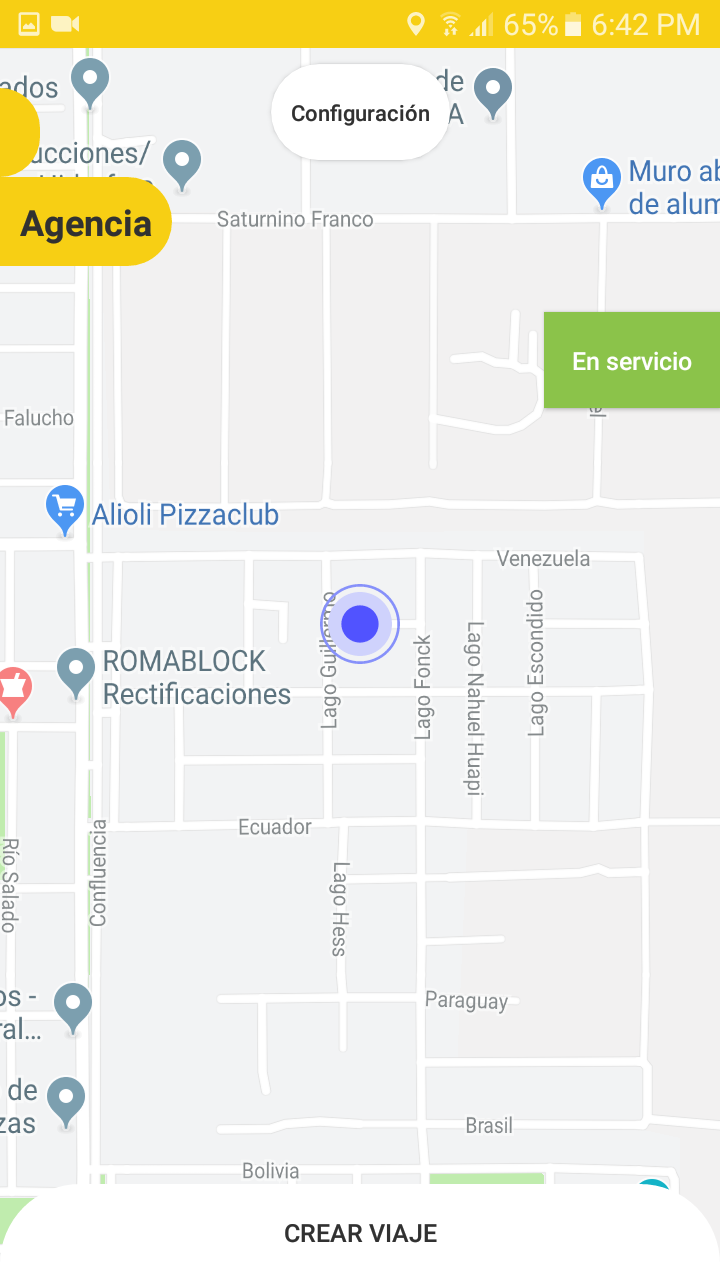 65% 6:42 PM
ados
de
A
Configuración
ucciones/
Muro ab
de alum
Agencia
Saturnino Franco
En servicio
Falucho
Alioli Pizzaclub
Venezuela
Lago Guillermo
Lago Fonck
Lago Nahuel Huapi
Lago Escondido
ROMABLOCK
Rectificaciones
Ecuador
Confluencia
Río Salado
Lago Hess
os -
ral...
Paraguay
de
zas
Brasil
Bolivia
CREAR VIAJE